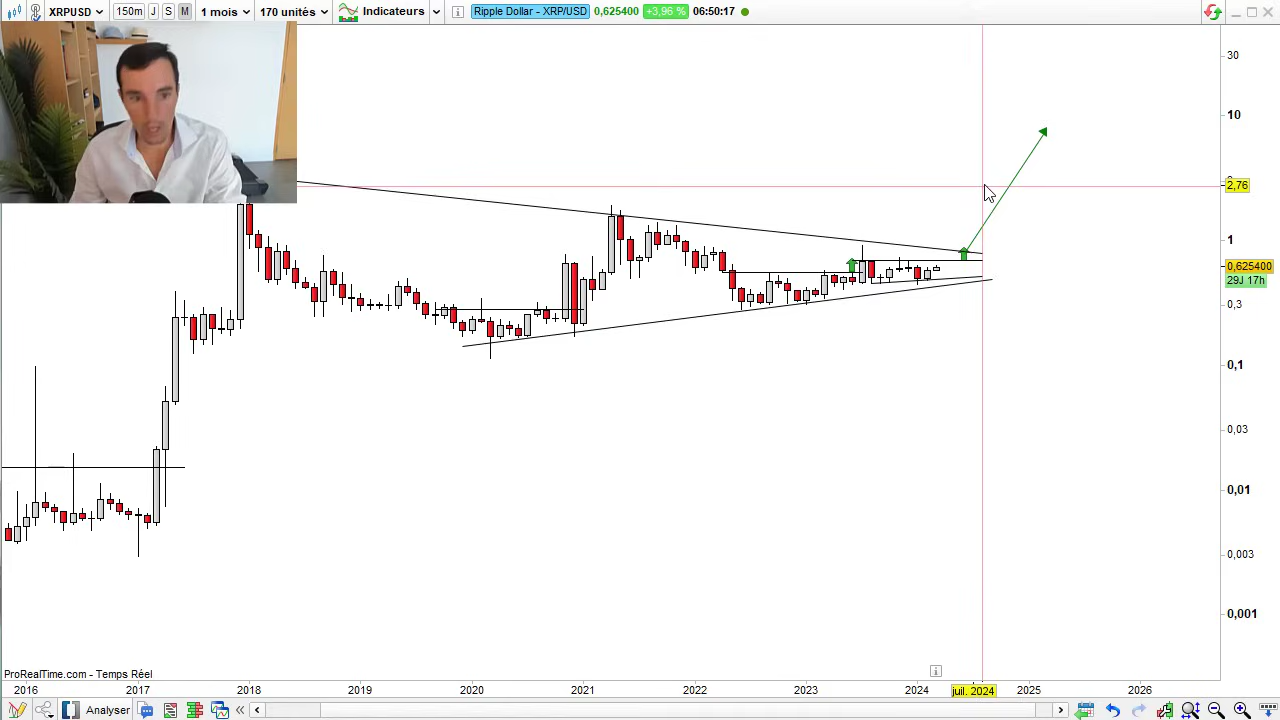 XRPUSD 150m J S M 1 mois 170 unités Indicateurs Ripple Dollar - XRP/USD 0,625400 +3,96 % 06:50:17
30
10
2,76
1
0,625400
29J 17h
0,3
0,1
0,03
0,01
0,003
0,001
ProRealTime.com - Temps Réel
2016 2017 2018 2019 2020 2021 2022 2023 2024 juil. 2024 2025 2026
Analyser